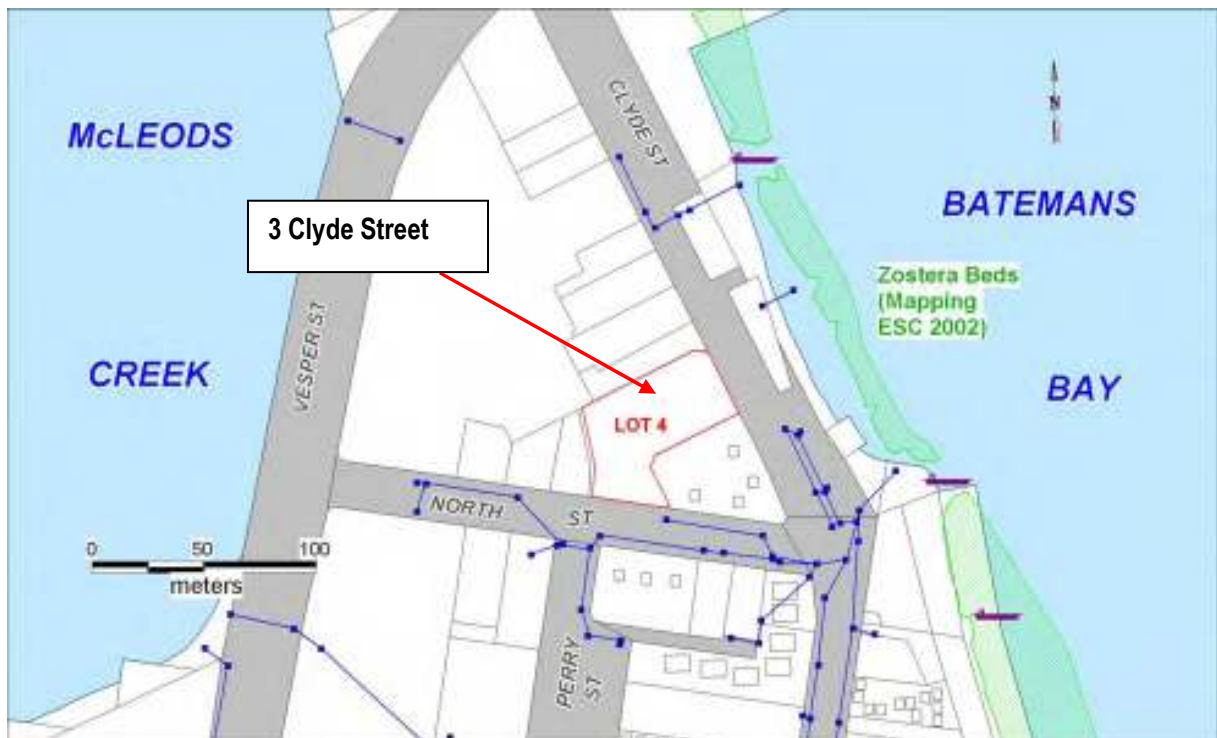 McLEODS
CREEK
CLYDE ST
N
BATEMANS
BAY
3 Clyde Street
Zostera Beds
(Mapping
ESC 2002)
VESPER ST
LOT 4
NORTH ST
0 50 100
meters
PERRY ST